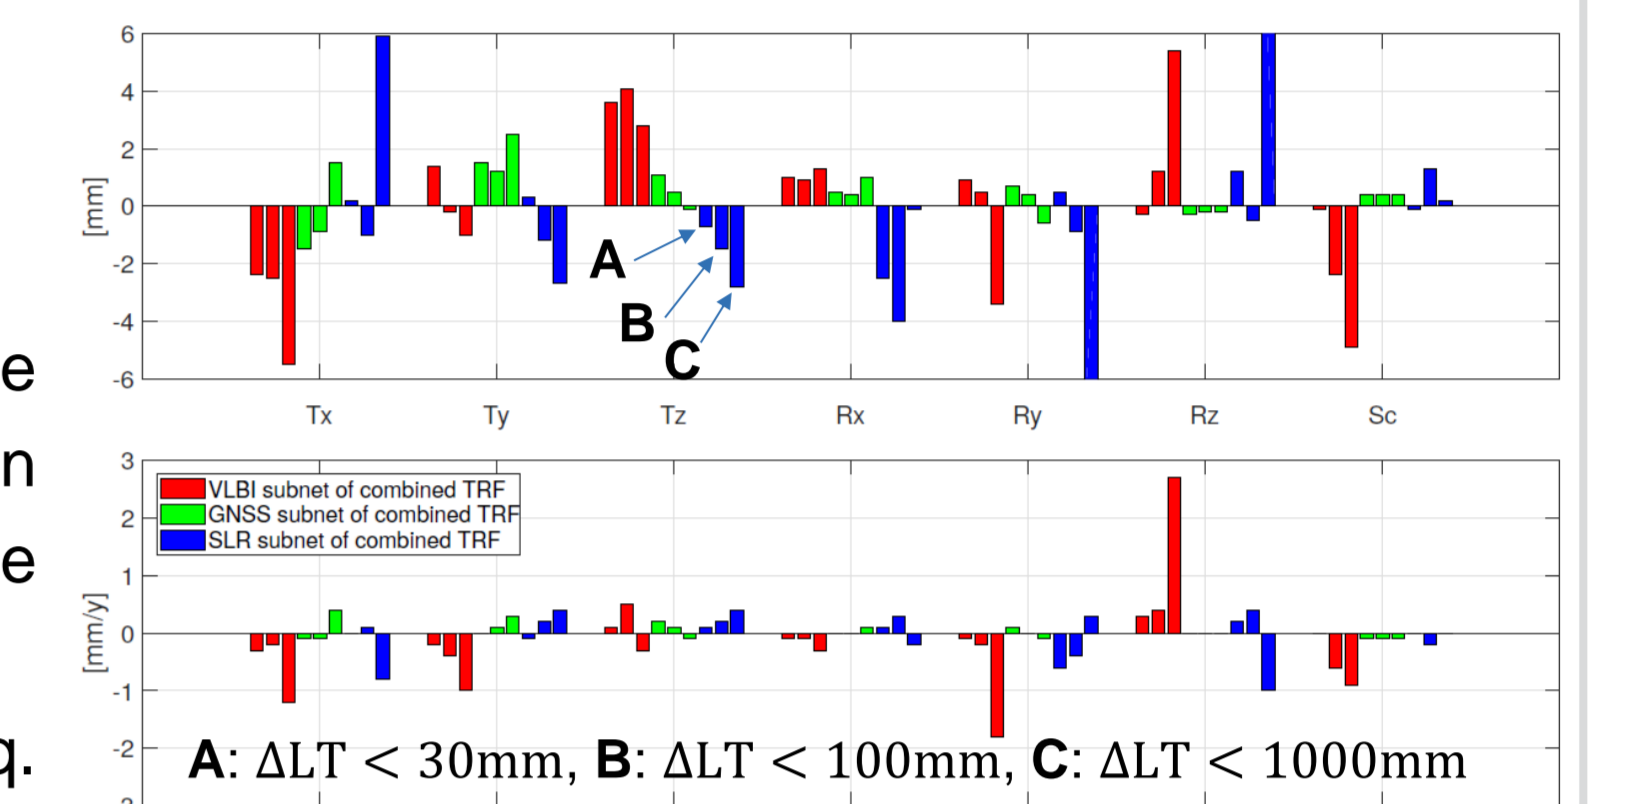 6
4
2
0
-2
-4
-6
[mm]
A
B
C
Tx Ty Tz Rx Ry Rz Sc
e
n
e
q.
3
2
1
0
-1
-2
[mm/y]
VLBI subnet of combined TRF
GNSS subnet of combined TRF
SLR subnet of combined TRF
A: ΔLT < 30mm, B: ΔLT < 100mm, C: ΔLT < 1000mm